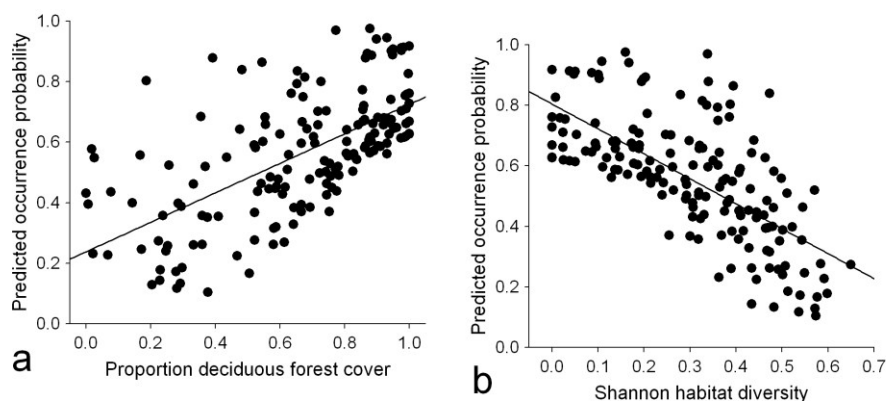 Predicted occurrence probability
1.0
0.8
0.6
0.4
0.2
0.0
0.0 0.2 0.4 0.6 0.8 1.0
Proportion deciduous forest cover
a
Predicted occurrence probability
1.0
0.8
0.6
0.4
0.2
0.0
0.0 0.1 0.2 0.3 0.4 0.5 0.6 0.7
Shannon habitat diversity
b